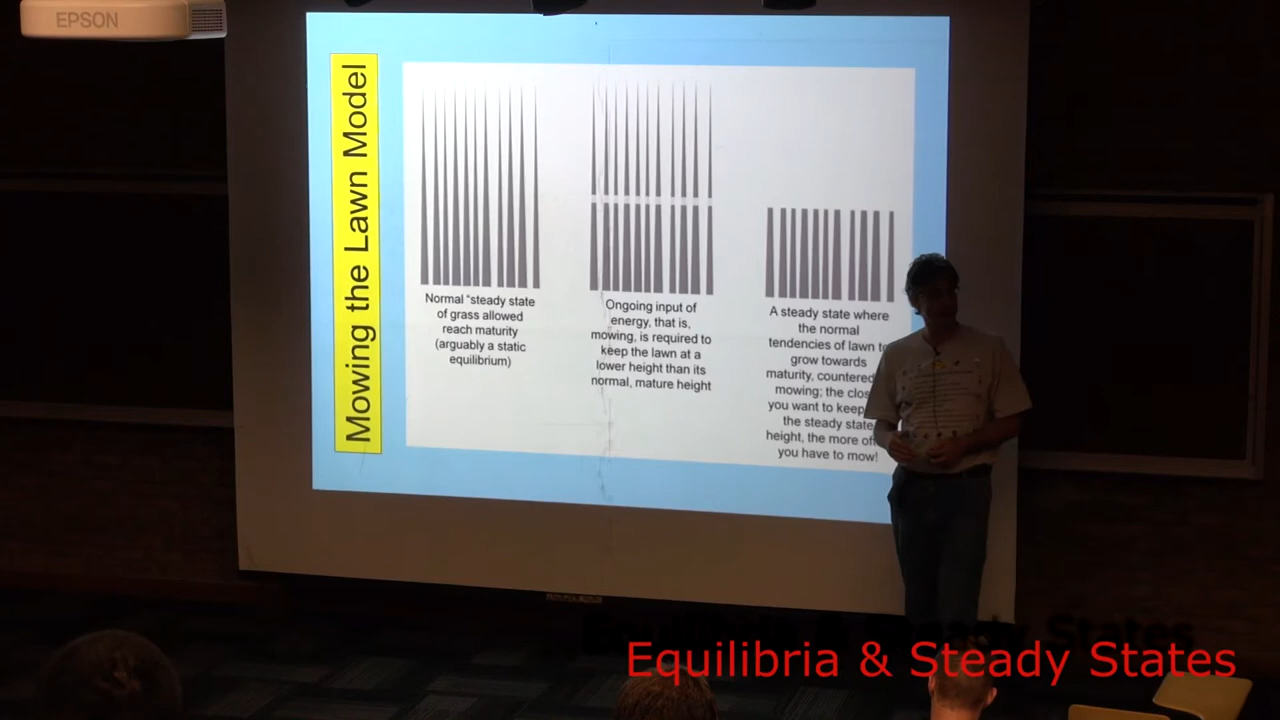 EPSON
Mowing the Lawn Model
Normal “steady state
of grass allowed
reach maturity
(arguably a static
equilibrium)
Ongoing input of
energy, that is,
mowing, is required to
keep the lawn at a
lower height than its
normal, mature height
A steady state where
the normal
tendencies of lawn to
grow towards
maturity, countered
mowing; the
you want to keep
the steady state
height, the more
you have to mow!
Equilibria & Steady States